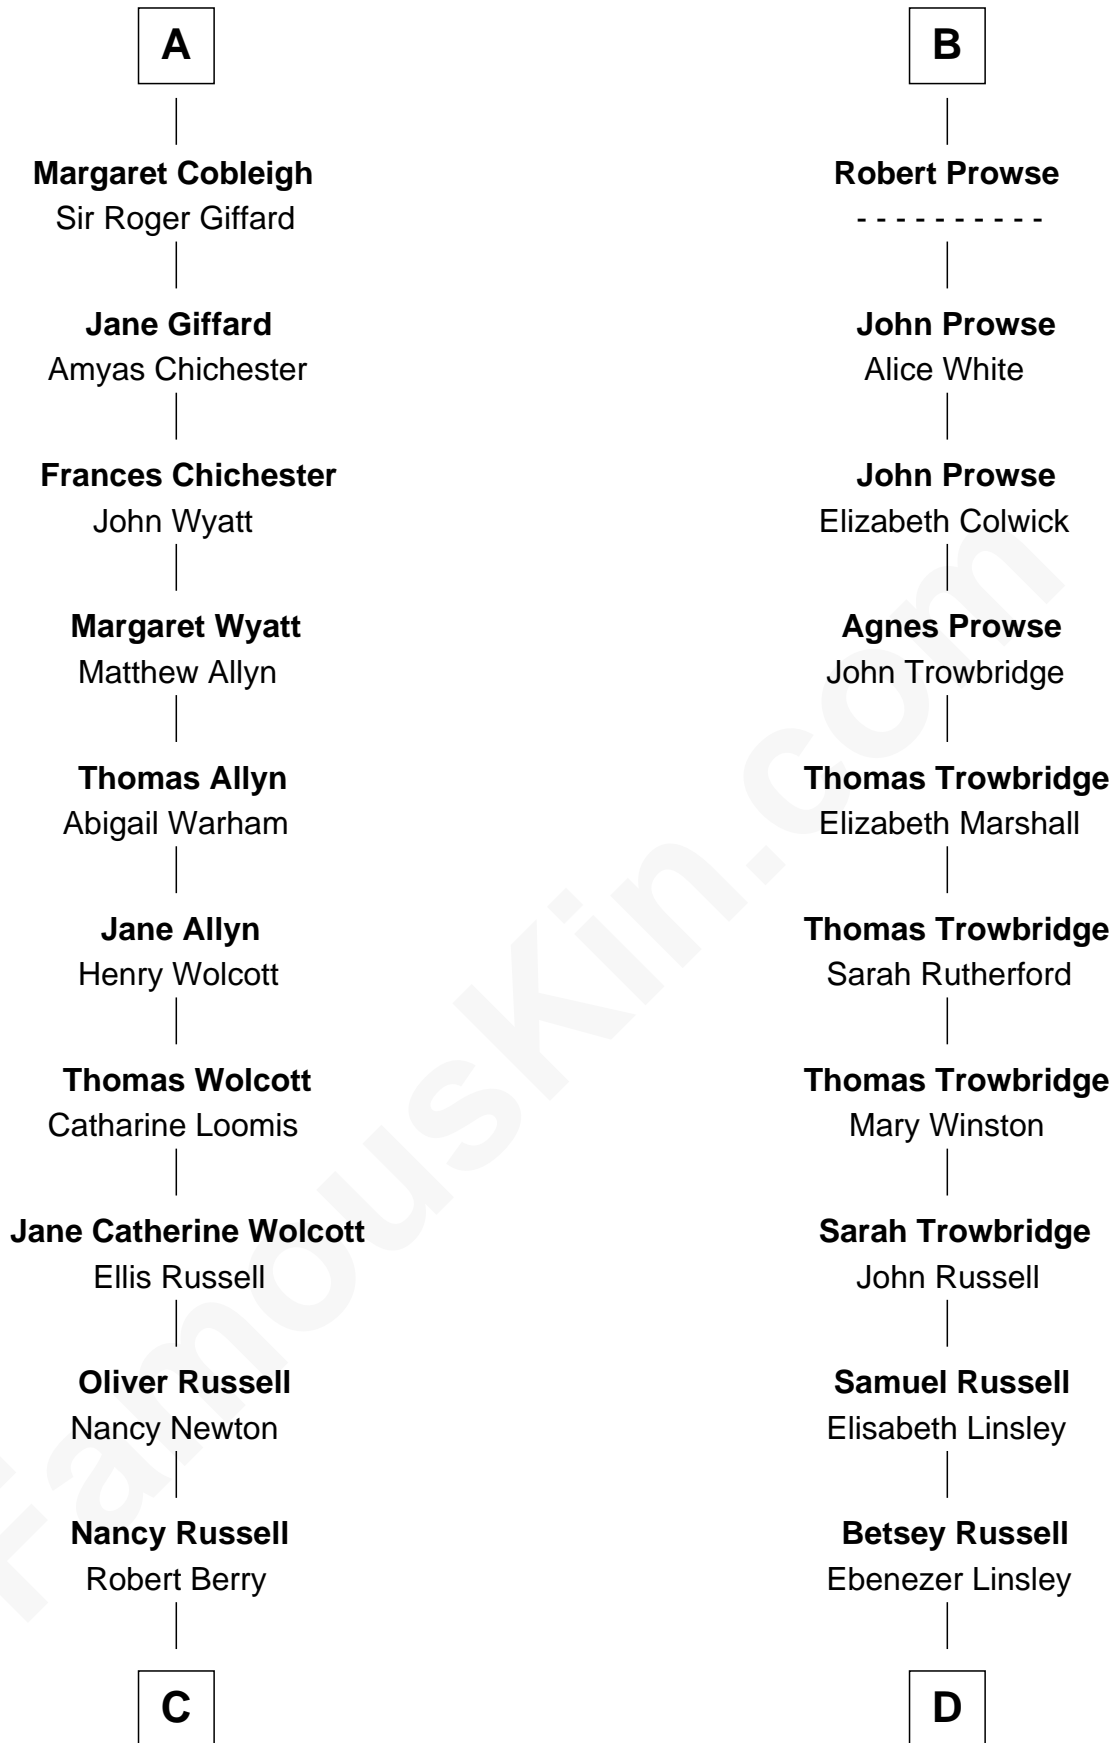 A
Margaret Cobleigh
Sir Roger Giffard
Jane Giffard
Amyas Chichester
Frances Chichester
John Wyatt
Margaret Wyatt
Matthew Allyn
Thomas Allyn
Abigail Warham
Jane Allyn
Henry Wolcott
Thomas Wolcott
Catharine Loomis
Jane Catherine Wolcott
Ellis Russell
Oliver Russell
Nancy Newton
Nancy Russell
Robert Berry
C
B
Robert Prowse
- - - - - - - - - -
John Prowse
Alice White
John Prowse
Elizabeth Colwick
Agnes Prowse
John Trowbridge
Thomas Trowbridge
Elizabeth Marshall
Thomas Trowbridge
Sarah Rutherford
Thomas Trowbridge
Mary Winston
Sarah Trowbridge
John Russell
Samuel Russell
Elisabeth Linsley
Betsey Russell
Ebenezer Linsley
D
FamousKin.com